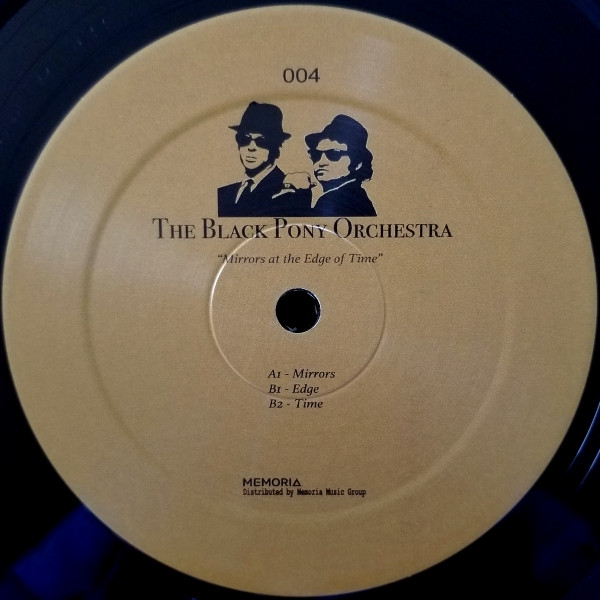 004
The Black Pony Orchestra
“Mirrors at the Edge of Time”
A1 - Mirrors
B1 - Edge
B2 - Time
MEMORIA
Distributed by Memoria Music Group